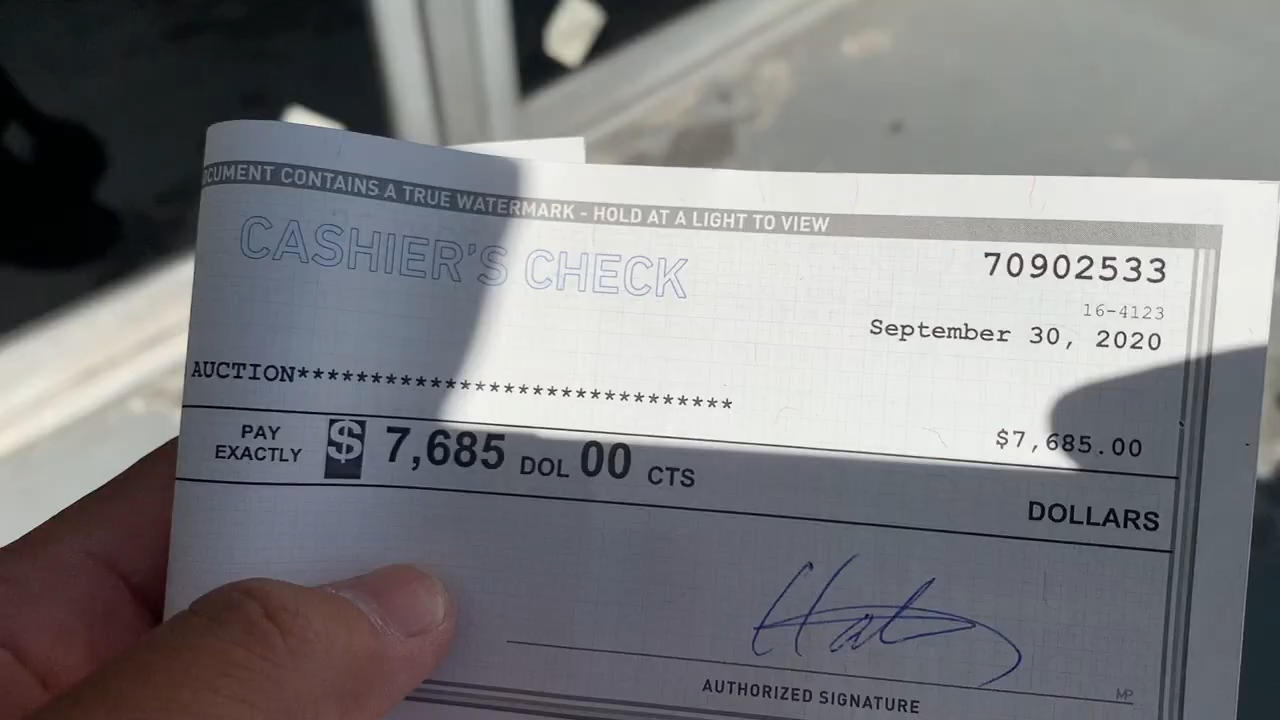 OCUMENT CONTAINS A TRUE WATERMARK - HOLD AT A LIGHT TO VIEW
CASHIER'S CHECK
70902533
16-4123
September 30, 2020
AUCTION******************************
$7,685.00
PAY EXACTLY $ 7,685 DOL 00 CTS
DOLLARS
AUTHORIZED SIGNATURE
MP